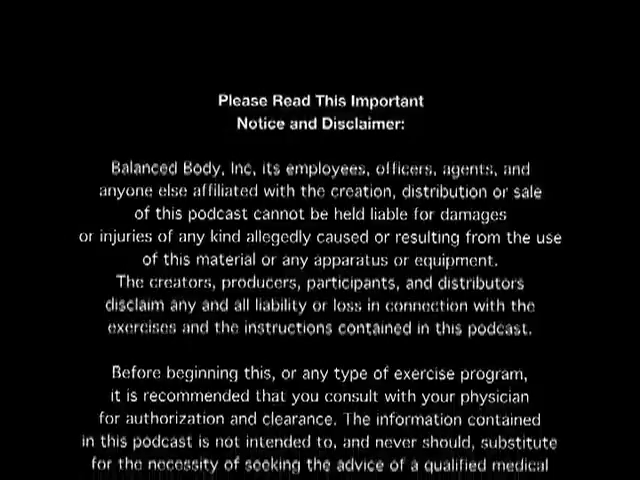 Please Read This Important
Notice and Disclaimer:
Balanced Body, Inc, its employees, officers, agents, and
anyone else affiliated with the creation, distribution or sale
of this podcast cannot be held liable for damages
or injuries of any kind allegedly caused or resulting from the use
of this material or any apparatus or equipment.
The creators, producers, participants, and distributors
disclaim any and all liability or loss in connection with the
exercises and the instructions contained in this podcast.
Before beginning this, or any type of exercise program,
it is recommended that you consult with your physician
for authorization and clearance. The information contained
in this podcast is not intended to, and never should, substitute
for the necessity of seeking the advice of a qualified medical